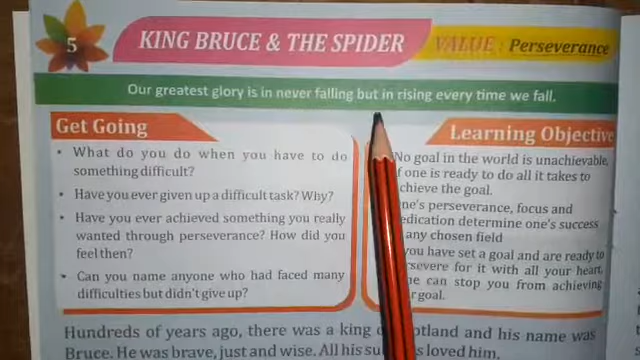 5
KING BRUCE & THE SPIDER
VALUE : Perseverance
Our greatest glory is in never falling but in rising every time we fall.
Get Going
• What do you do when you have to do
something difficult?
• Have you ever given up a difficult task? Why?
• Have you ever achieved something you really
wanted through perseverance? How did you
feel then?
• Can you name anyone who had faced many
difficulties but didn't give up?
Learning Objective
No goal in the world is unachievable,
if one is ready to do all it takes to
achieve the goal.
ne's perseverance, focus and
edication determine one's success
any chosen field
you have set a goal and are ready to
rsevere for it with all your heart,
ne can stop you from achieving
r goal.
Hundreds of years ago, there was a king of Scotland and his name was
Bruce. He was brave, just and wise. All his su s loved him.